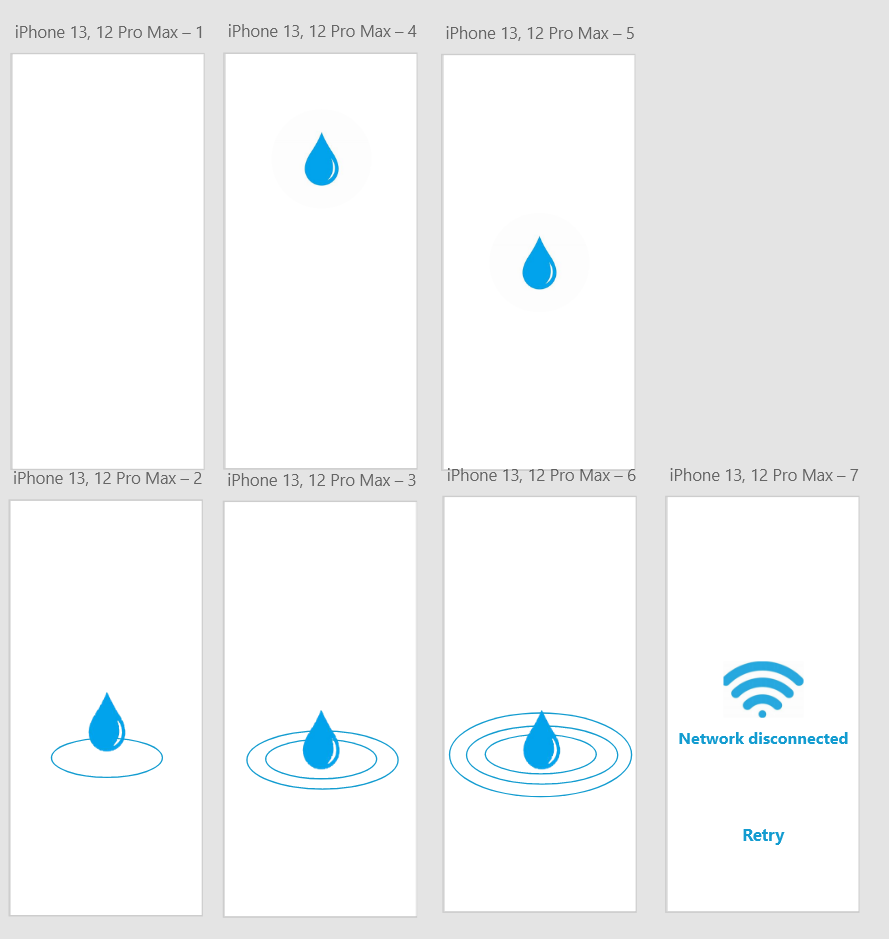 iPhone 13, 12 Pro Max – 1
iPhone 13, 12 Pro Max – 4
iPhone 13, 12 Pro Max – 5
iPhone 13, 12 Pro Max – 2
iPhone 13, 12 Pro Max – 3
iPhone 13, 12 Pro Max – 6
iPhone 13, 12 Pro Max – 7
Network disconnected
Retry